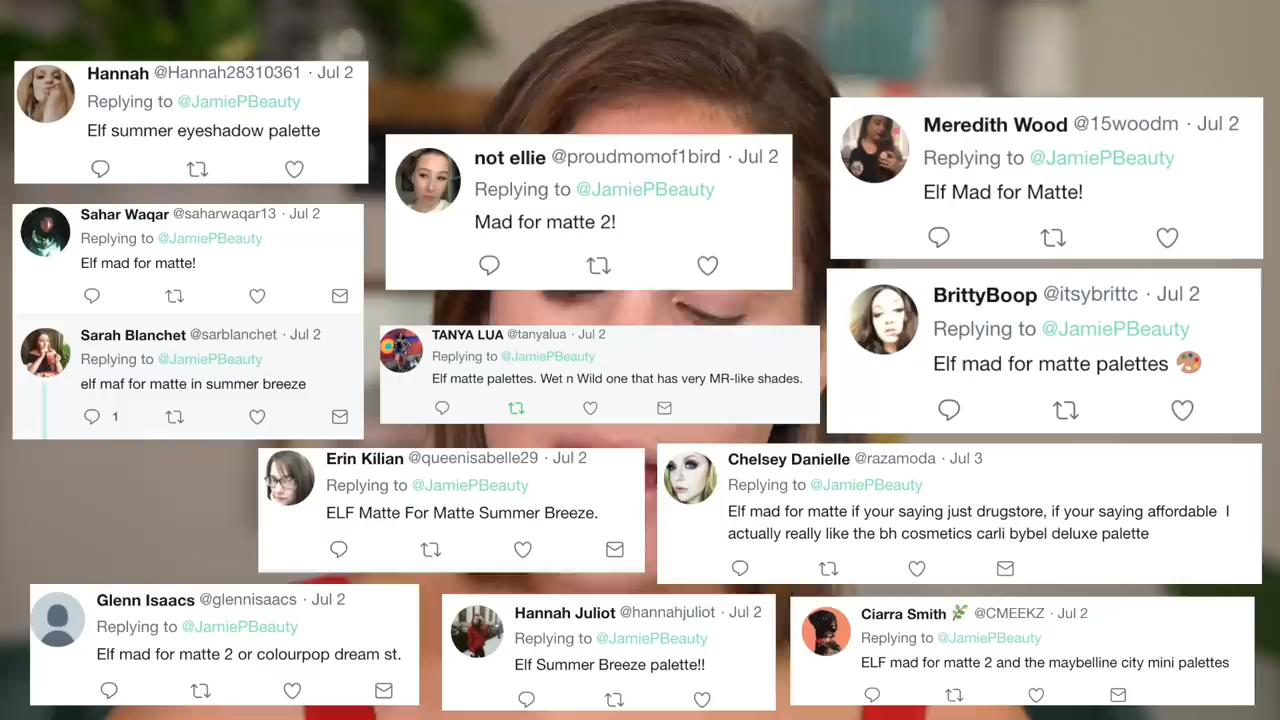 Hannah @Hannah28310361 · Jul 2
Replying to @JamiePBeauty
Elf summer eyeshadow palette
Sahar Waqar @saharwaqar13 · Jul 2
Replying to @JamiePBeauty
Elf mad for matte!
Sarah Blanchet @sarblanchet · Jul 2
Replying to @JamiePBeauty
elf maf for matte in summer breeze
1
not ellie @proudmomof1bird · Jul 2
Replying to @JamiePBeauty
Mad for matte 2!
TANYA LUA @tanyalua · Jul 2
Replying to @JamiePBeauty
Elf matte palettes. Wet n Wild one that has very MR-like shades.
Meredith Wood @15woodm · Jul 2
Replying to @JamiePBeauty
Elf Mad for Matte!
BrittyBoop @itsybrittc · Jul 2
Replying to @JamiePBeauty
Elf mad for matte palettes 🎨
Erin Kilian @queenisabelle29 · Jul 2
Replying to @JamiePBeauty
ELF Matte For Matte Summer Breeze.
Chelsey Danielle @razamoda · Jul 3
Replying to @JamiePBeauty
Elf mad for matte if your saying just drugstore, if your saying affordable I
actually really like the bh cosmetics carli bybel deluxe palette
Glenn Isaacs @glennisaacs · Jul 2
Replying to @JamiePBeauty
Elf mad for matte 2 or colourpop dream st.
Hannah Juliot @hannahjuliot · Jul 2
Replying to @JamiePBeauty
Elf Summer Breeze palette!!
Ciarra Smith 🌿 @CMEEKZ · Jul 2
Replying to @JamiePBeauty
ELF mad for matte 2 and the maybelline city mini palettes